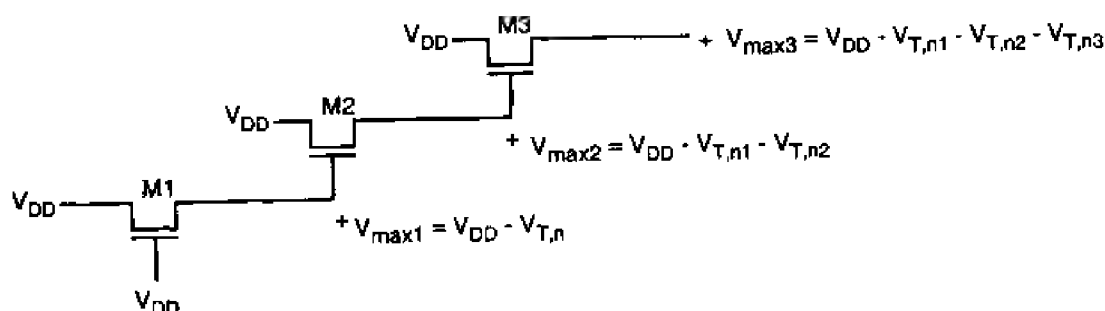 V_DD M3 + V_max3 = V_DD - V_T,n1 - V_T,n2 - V_T,n3
V_DD M2 + V_max2 = V_DD - V_T,n1 - V_T,n2
V_DD M1 + V_max1 = V_DD - V_T,n
V_DD